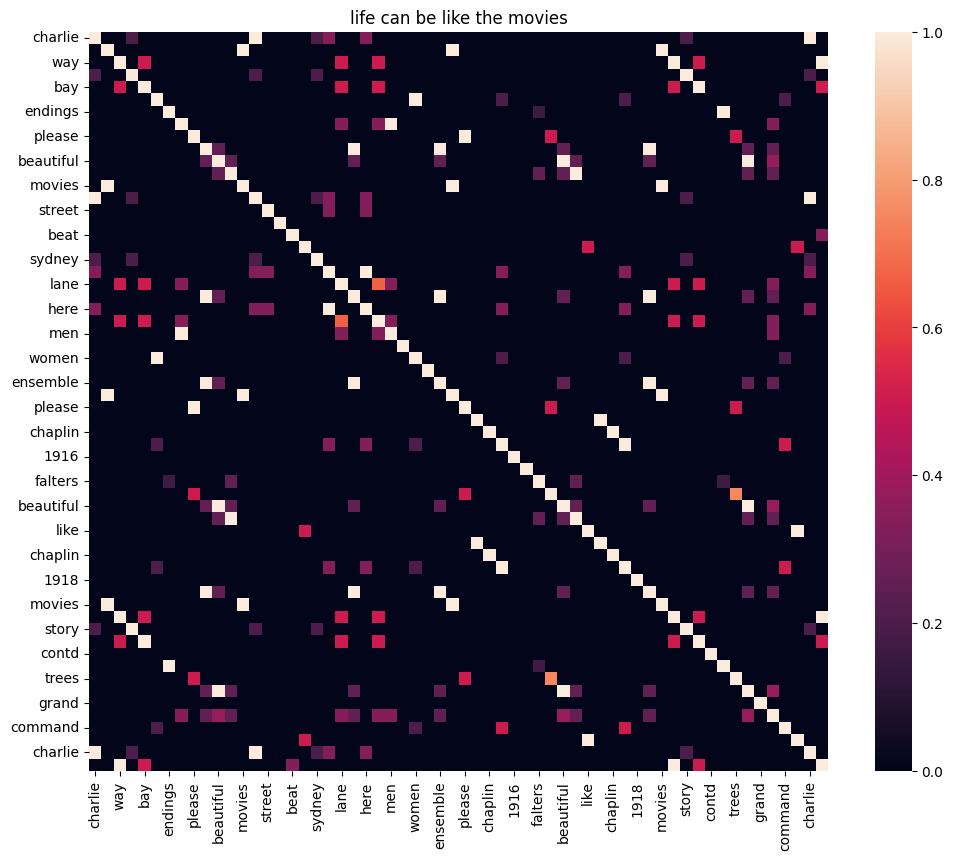 life can be like the movies
charlie
way
bay
endings
please
beautiful
movies
street
beat
sydney
lane
here
men
women
ensemble
please
chaplin
1916
falters
beautiful
like
chaplin
1918
movies
story
contd
trees
grand
command
charlie
charlie
way
bay
endings
please
beautiful
movies
street
beat
sydney
lane
here
men
women
ensemble
please
chaplin
1916
falters
beautiful
like
chaplin
1918
movies
story
contd
trees
grand
command
charlie
1.0
0.8
0.6
0.4
0.2
0.0